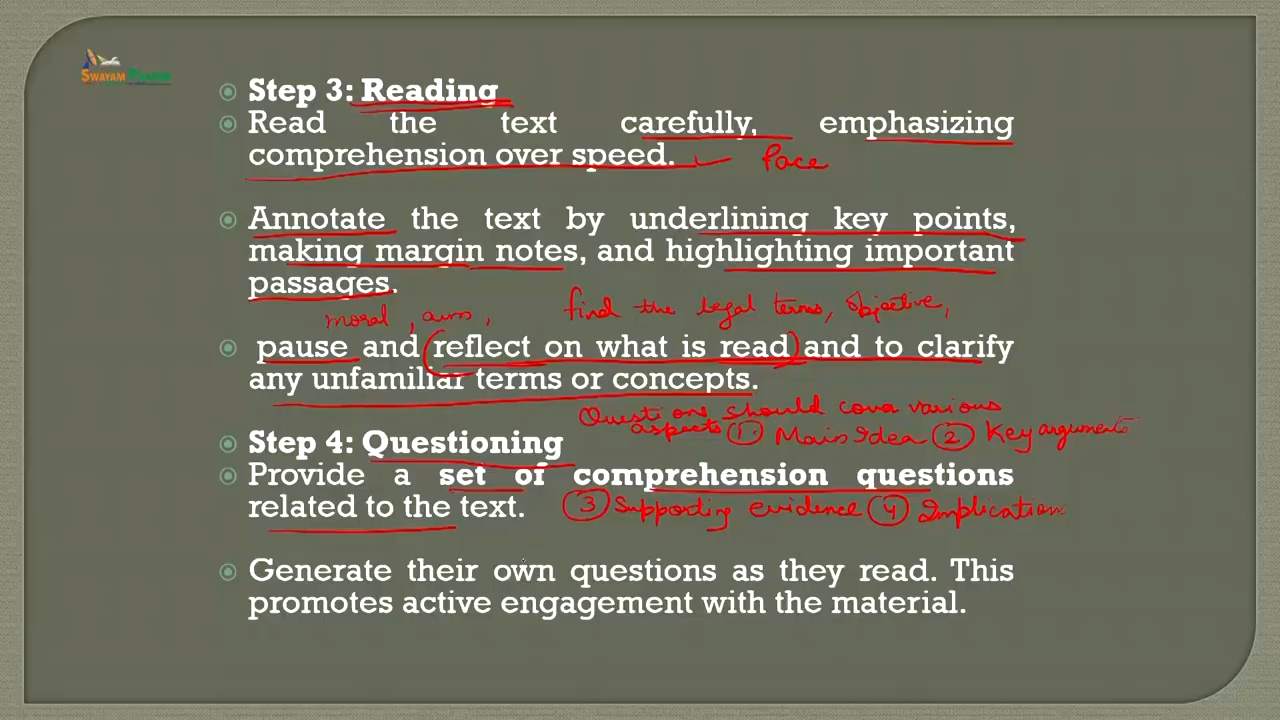 SWAYAM PRABHA
Step 3: Reading
Read the text carefully, emphasizing
comprehension over speed. Pace
Annotate the text by underlining key points,
making margin notes, and highlighting important
passages.
moral, aims, find the legal terms, objective,
pause and (reflect on what is read) and to clarify
any unfamiliar terms or concepts.
Questions should cover various
aspects ① Main Idea ② Key arguments
Step 4: Questioning
Provide a set of comprehension questions
related to the text. ③ Supporting evidence ④ Implication
Generate their own questions as they read. This
promotes active engagement with the material.